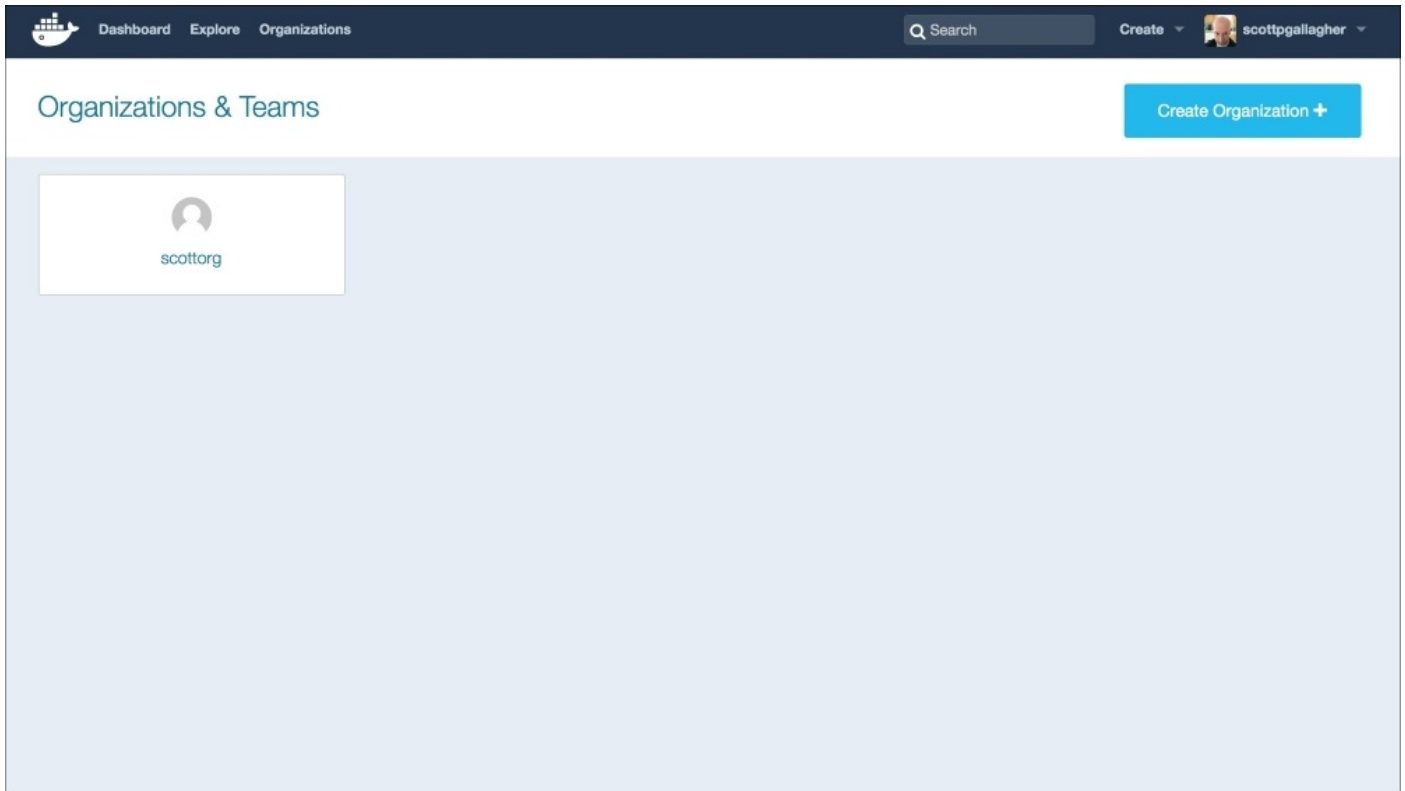 Dashboard Explore Organizations Search Create scottpgallagher
Organizations & Teams
Create Organization +
scottorg